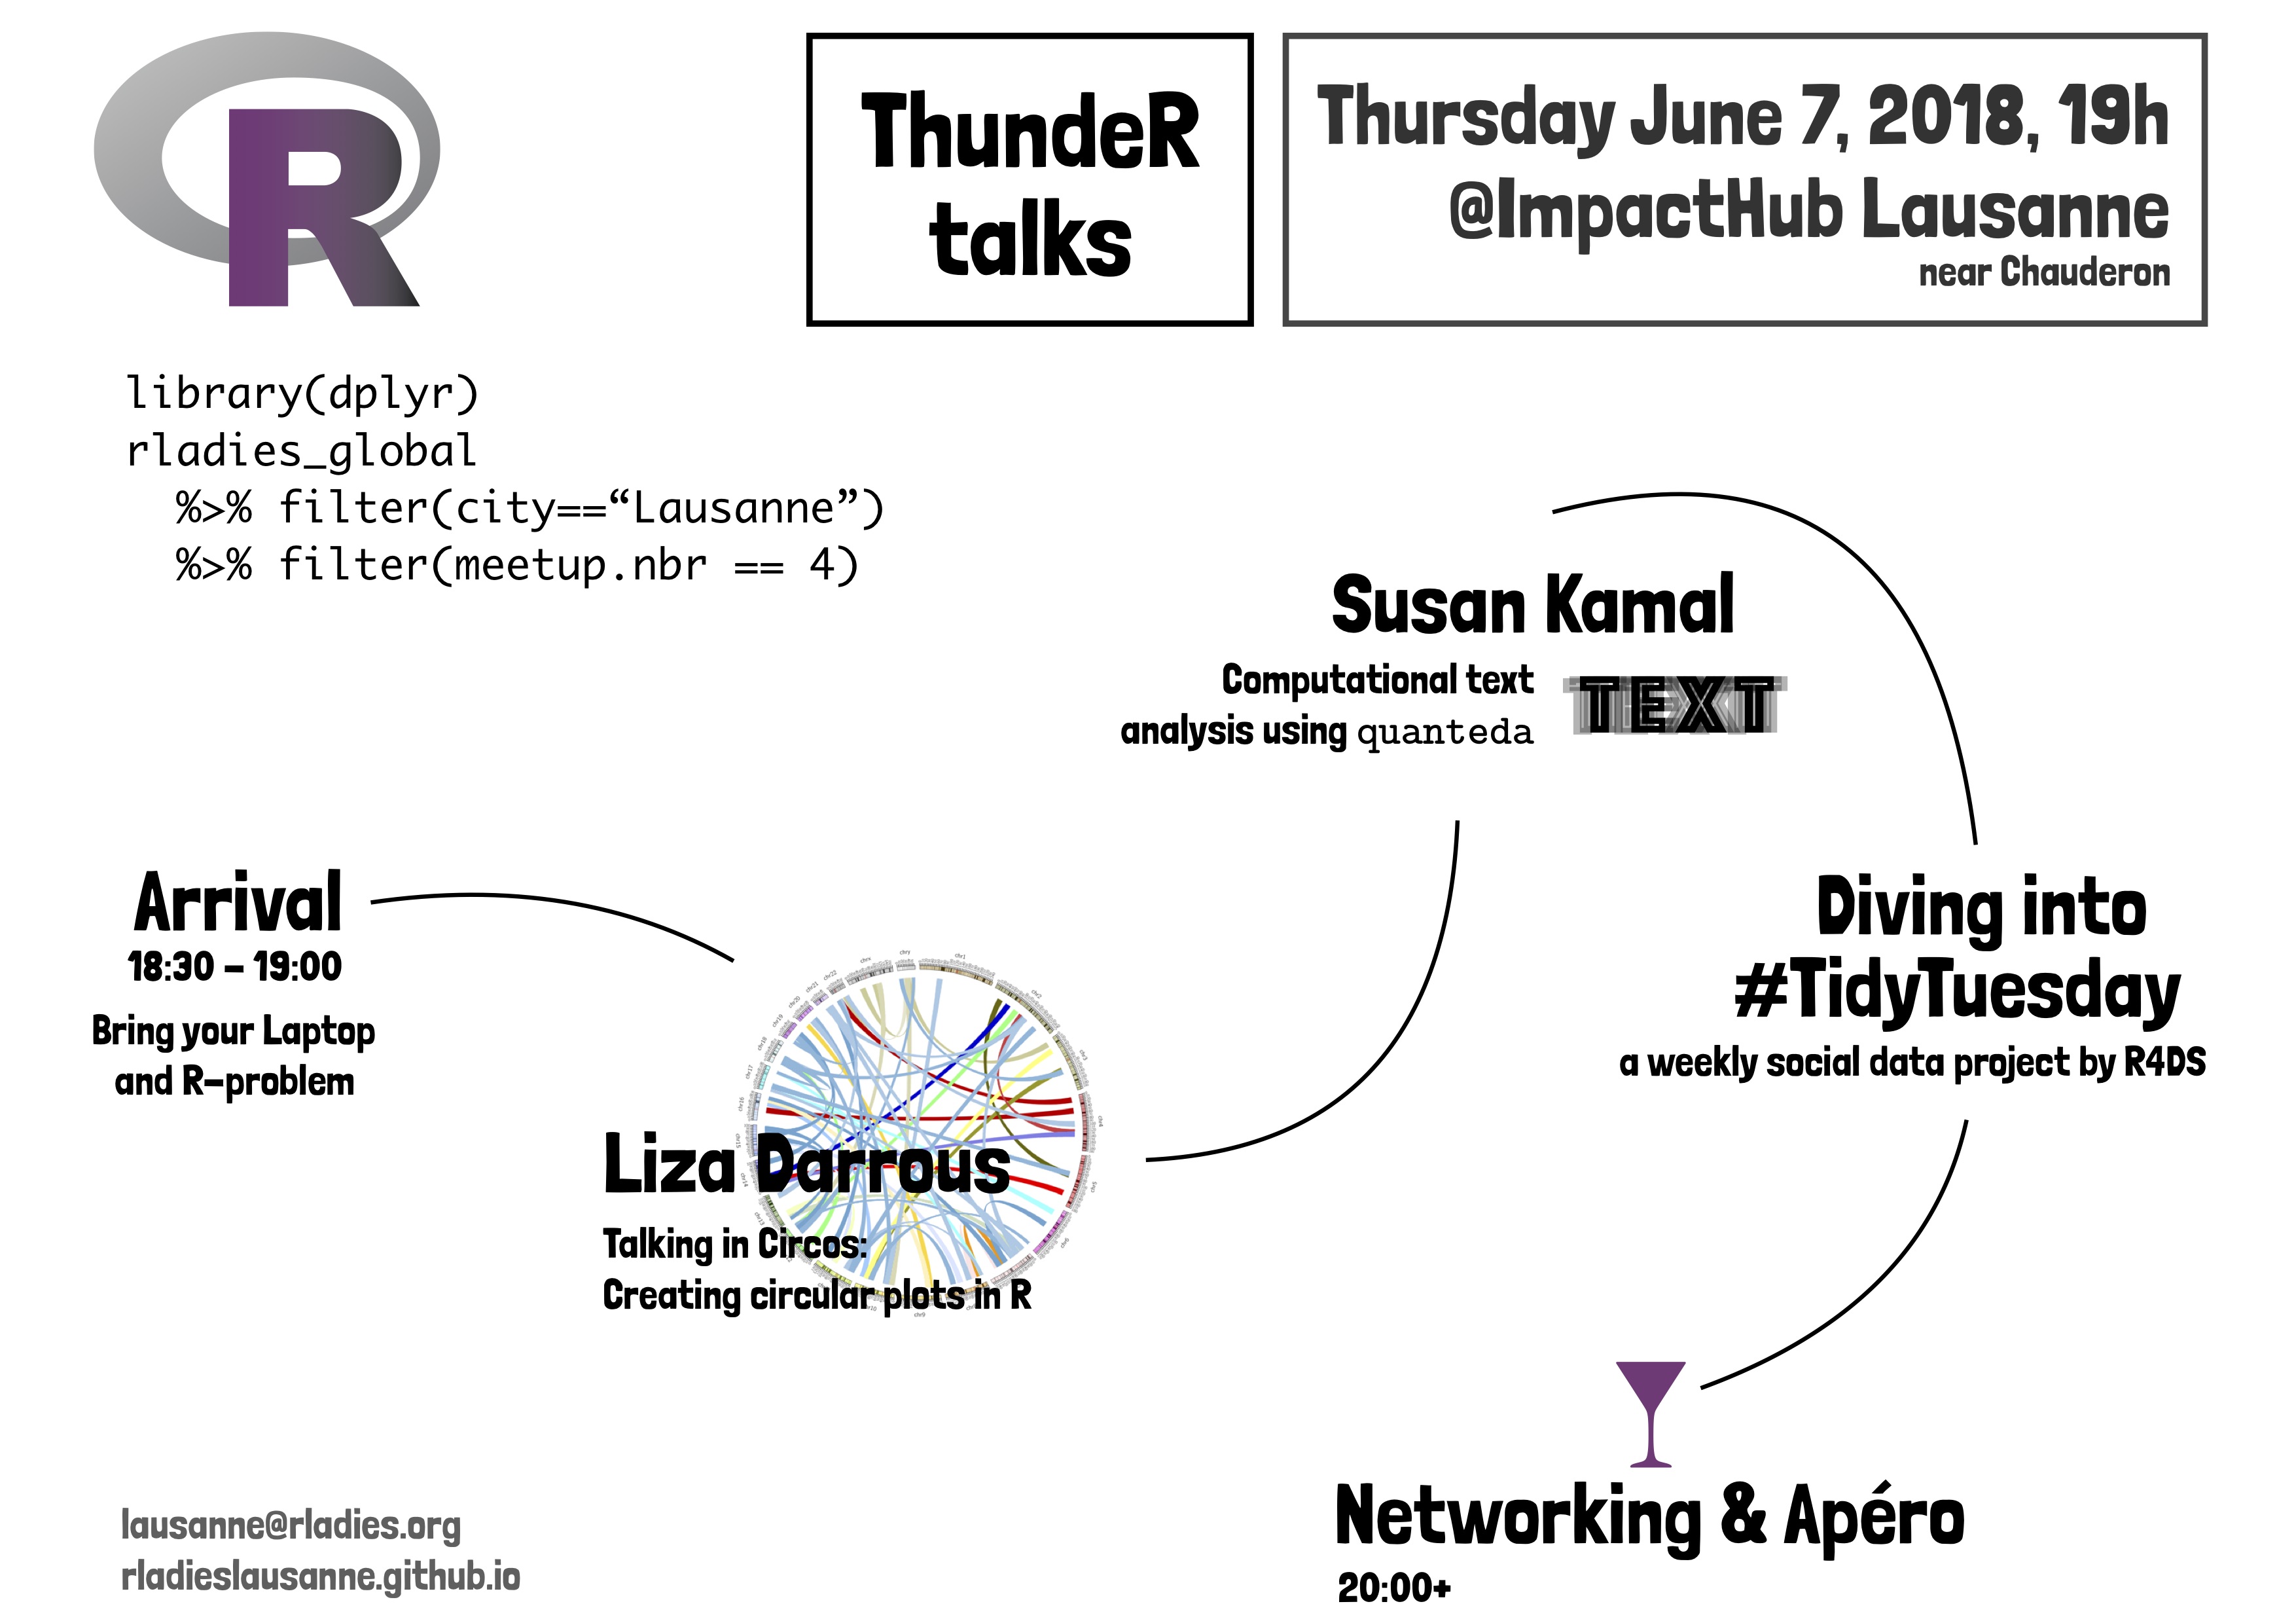 R
ThundeR
talks
Thursday June 7, 2018, 19h
@ImpactHub Lausanne
near Chauderon
library(dplyr)
rladies_global
%>% filter(city==“Lausanne”)
%>% filter(meetup.nbr == 4)
Susan Kamal
Computational text
analysis using quanteda
TEXT
Arrival
18:30 – 19:00
Bring your Laptop
and R-problem
Liza Darrous
Talking in Circos:
Creating circular plots in R
Diving into
#TidyTuesday
a weekly social data project by R4DS
Networking & Apéro
20:00+
lausanne@rladies.org
rladieslausanne.github.io